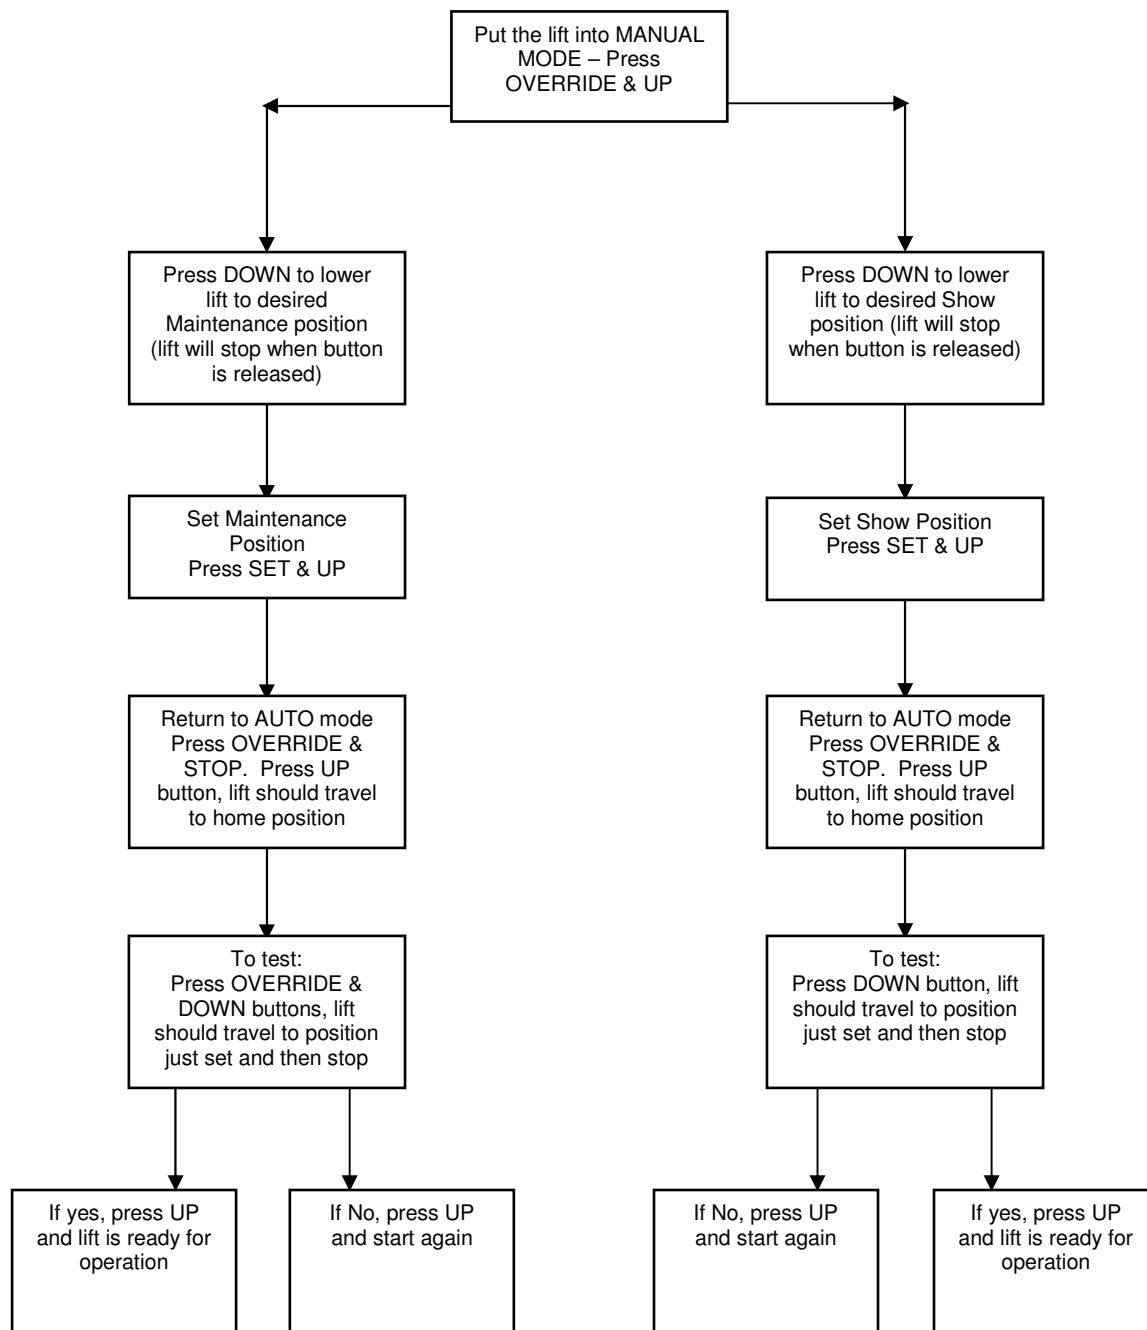 Put the lift into MANUAL
MODE – Press
OVERRIDE & UP
Press DOWN to lower
lift to desired
Maintenance position
(lift will stop when button
is released)
Press DOWN to lower
lift to desired Show
position (lift will stop
when button is released)
Set Maintenance
Position
Press SET & UP
Set Show Position
Press SET & UP
Return to AUTO mode
Press OVERRIDE &
STOP.  Press UP
button, lift should travel
to home position
Return to AUTO mode
Press OVERRIDE &
STOP.  Press UP
button, lift should travel
to home position
To test:
Press OVERRIDE &
DOWN buttons, lift
should travel to position
just set and then stop
To test:
Press DOWN button, lift
should travel to position
just set and then stop
If yes, press UP
and lift is ready for
operation
If No, press UP
and start again
If No, press UP
and start again
If yes, press UP
and lift is ready for
operation